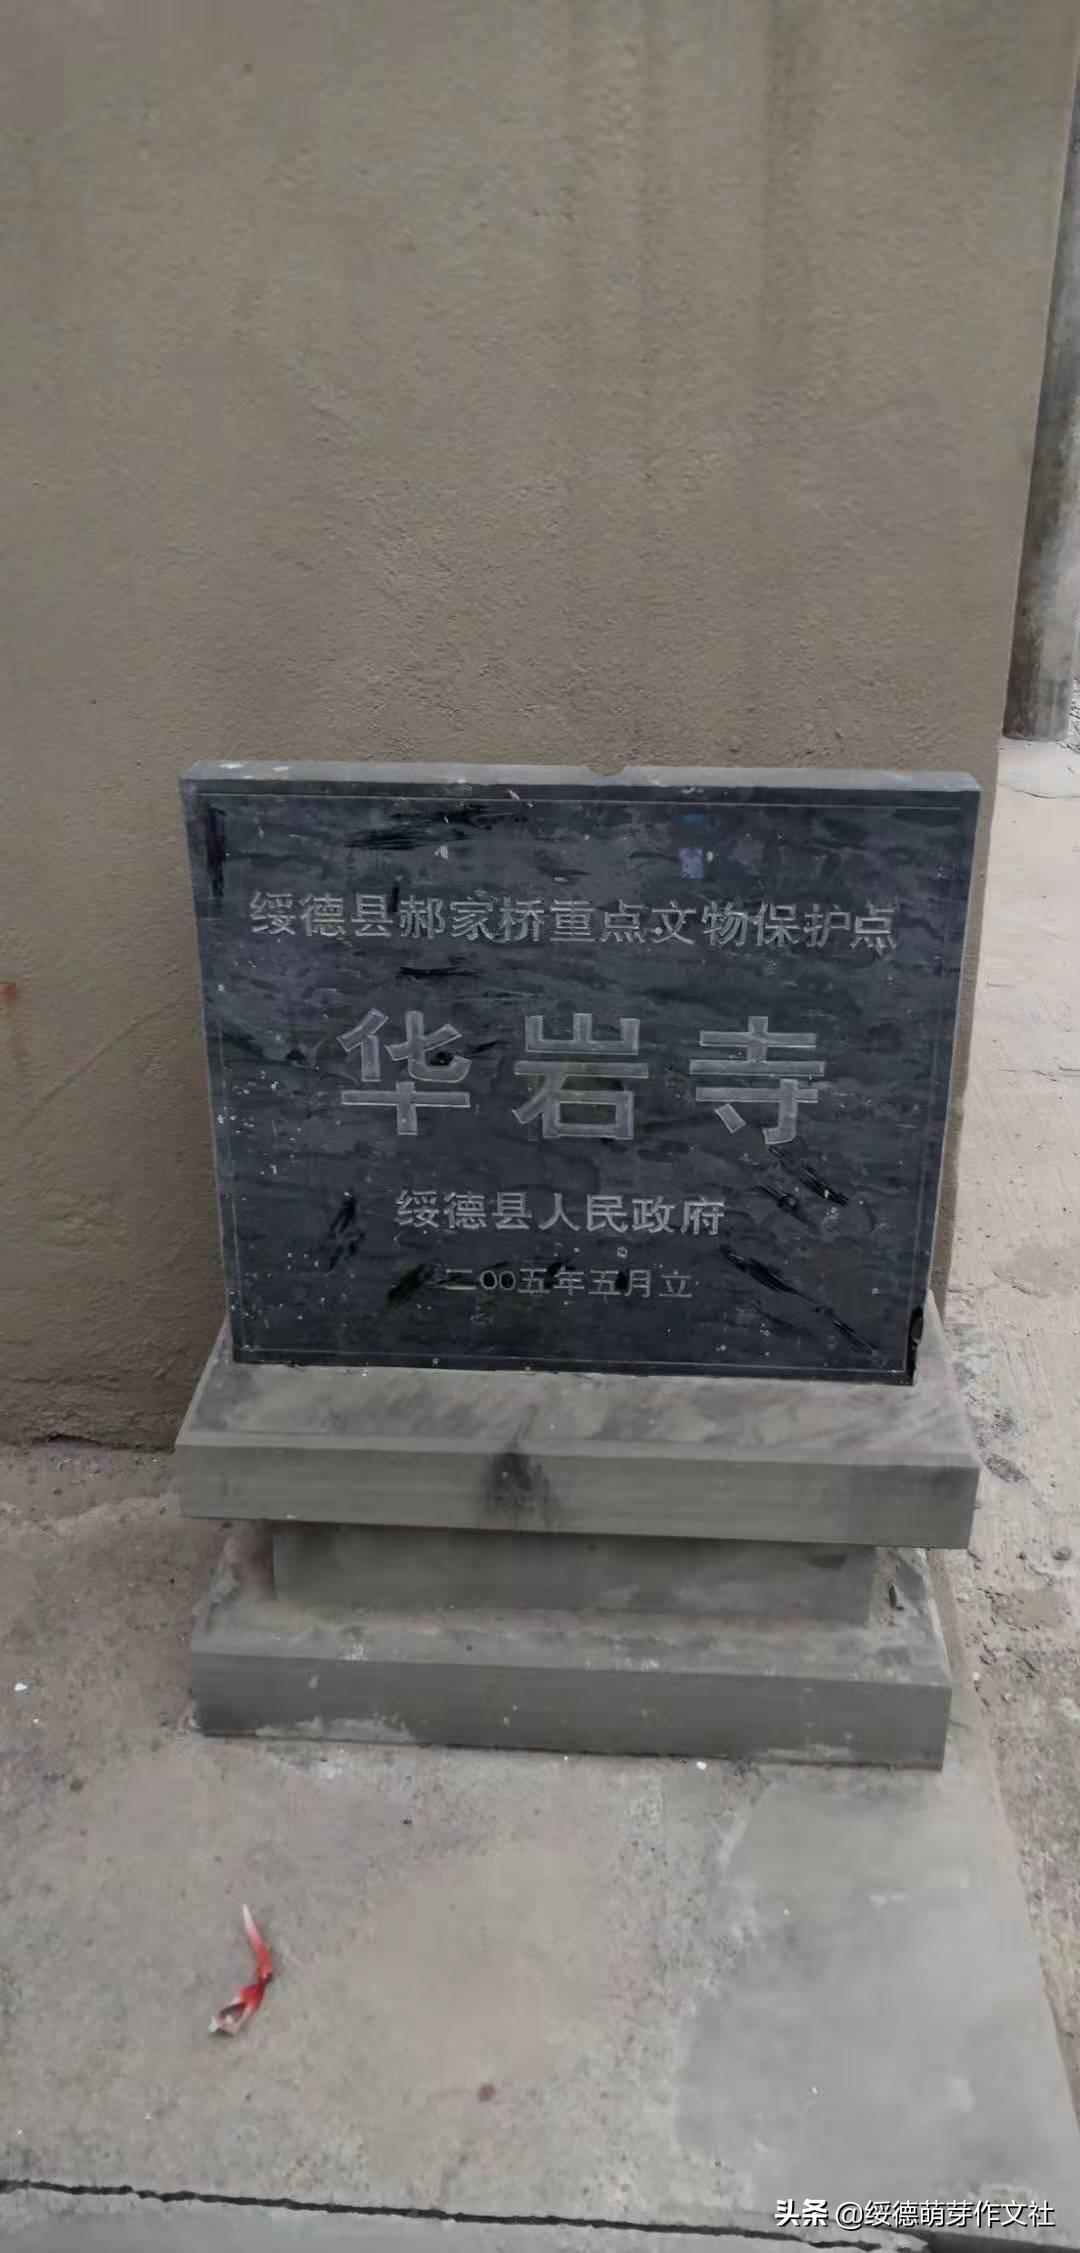 绥德县郝家桥重点文物保护点
华岩寺
绥德县人民政府
二00五年五月立
头条 @绥德萌芽作文社